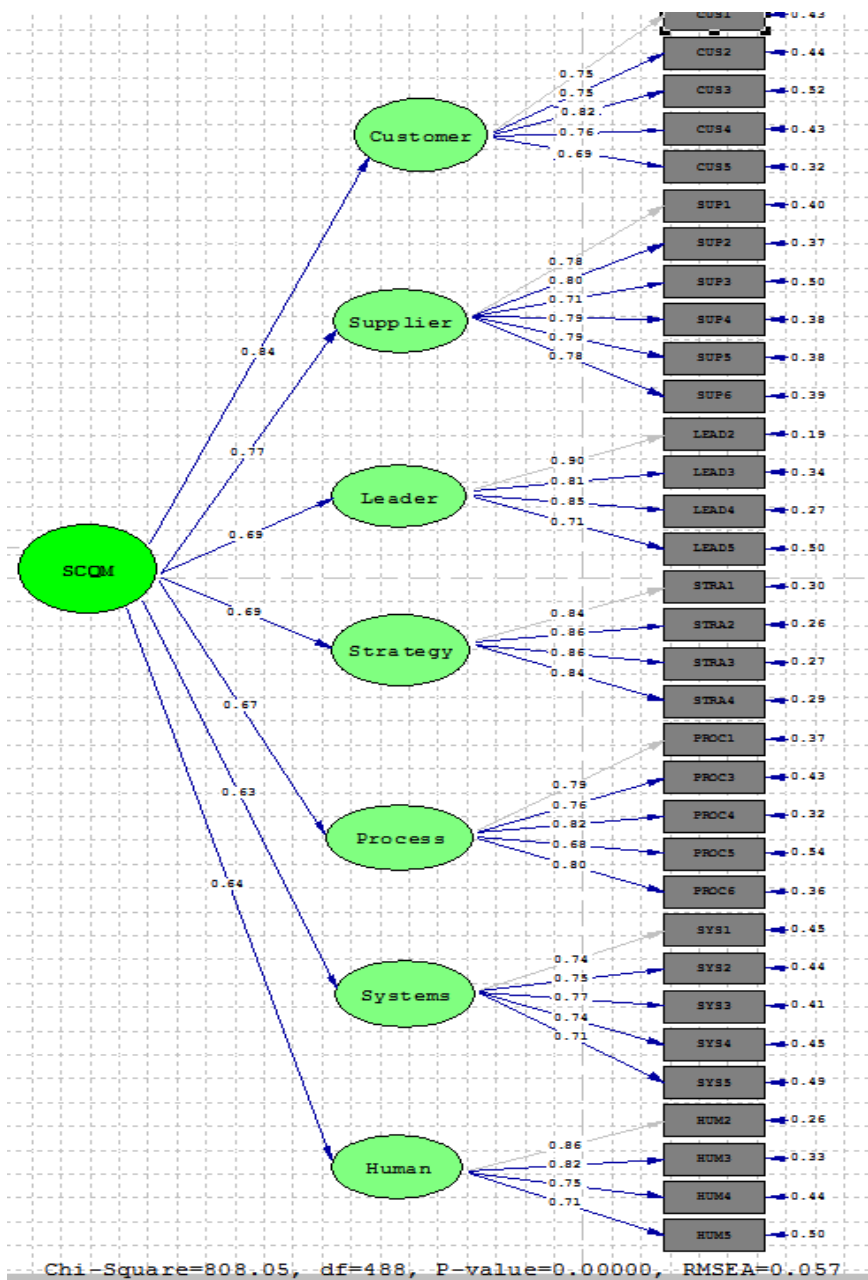 CUS1 0.43
CUS2 0.44
CUS3 0.52
CUS4 0.43
CUS5 0.32
0.75
0.75
0.82
0.76
0.69
Customer
SUP1 0.40
SUP2 0.37
SUP3 0.50
SUP4 0.38
SUP5 0.38
SUP6 0.39
0.78
0.80
0.71
0.79
0.79
0.78
Supplier
0.84
0.77
LEAD2 0.19
LEAD3 0.34
LEAD4 0.27
LEAD5 0.50
0.90
0.81
0.85
0.71
Leader
0.69
SCQM
STRA1 0.30
STRA2 0.26
STRA3 0.27
STRA4 0.29
0.84
0.86
0.86
0.84
Strategy
0.69
0.67
PROC1 0.37
PROC3 0.43
PROC4 0.32
PROC5 0.54
PROC6 0.36
0.79
0.76
0.82
0.68
0.80
Process
0.63
0.64
SYS1 0.45
SYS2 0.44
SYS3 0.41
SYS4 0.45
SYS5 0.49
0.74
0.75
0.77
0.74
0.71
Systems
HUM2 0.26
HUM3 0.33
HUM4 0.44
HUM5 0.50
0.86
0.82
0.75
0.71
Human
Chi-Square=808.05, df=488, P-value=0.00000, RMSEA=0.057